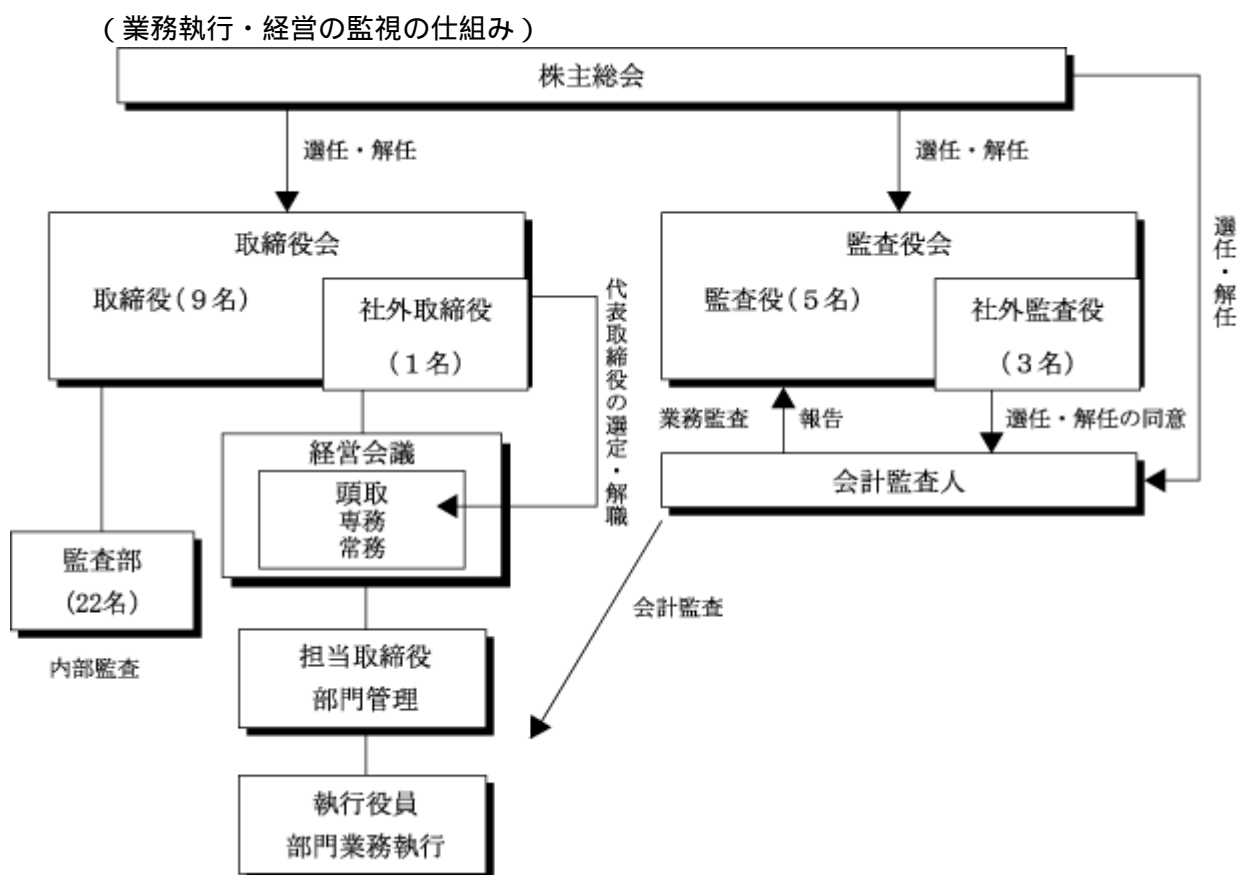 （業務執行・経営の監視の仕組み）
株主総会
選任・解任
選任・解任
選任・解任
取締役会
取締役（９名）
社外取締役
（１名）
代表取締役の選定・解職
監査役会
監査役（５名）
社外監査役
（３名）
業務監査
報告
選任・解任の同意
経営会議
頭取
専務
常務
会計監査人
監査部
(22名)
内部監査
会計監査
担当取締役
部門管理
執行役員
部門業務執行